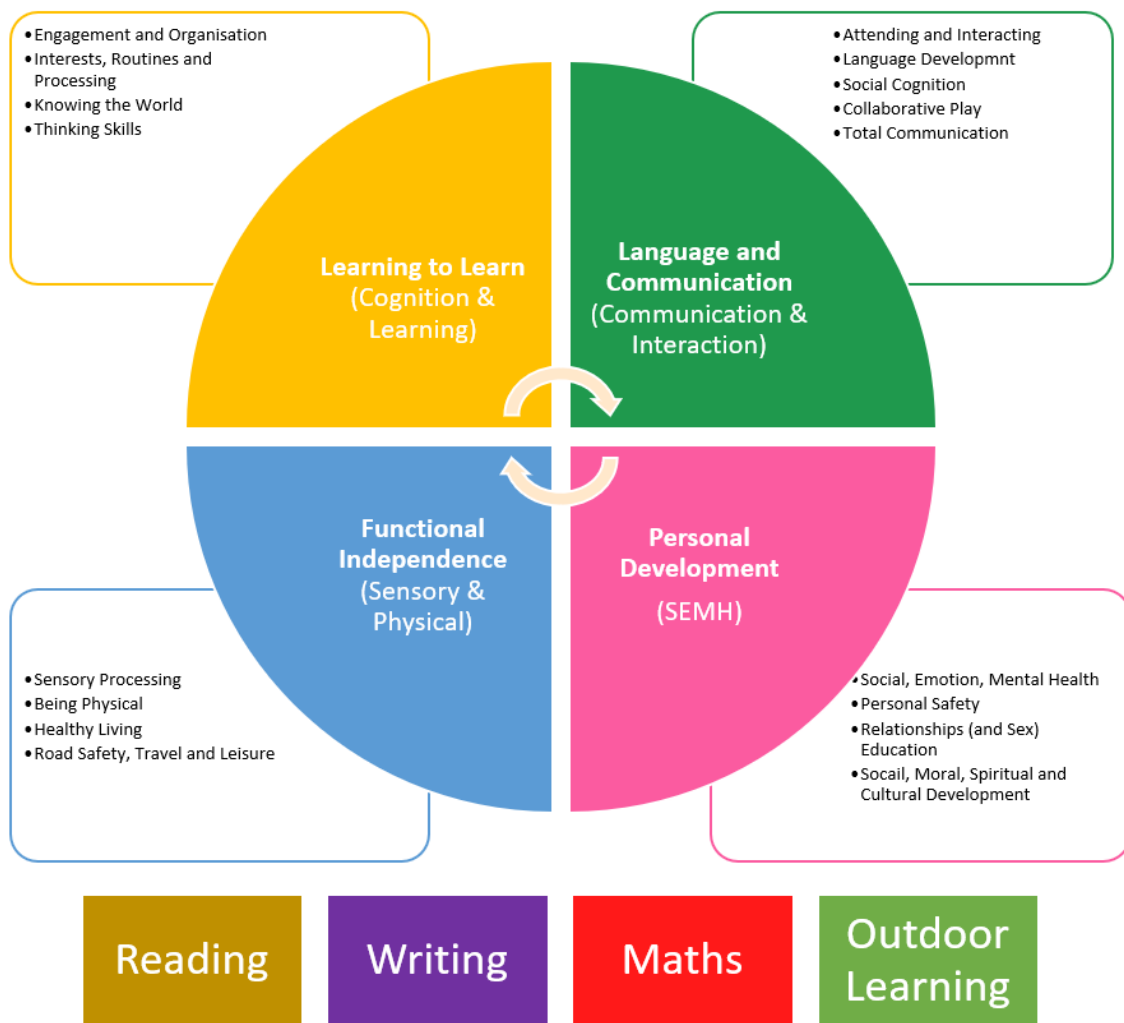 •Engagement and Organisation
•Interests, Routines and
Processing
•Knowing the World
•Thinking Skills
•Attending and Interacting
•Language Developmnt
•Social Cognition
•Collaborative Play
•Total Communication
Learning to Learn
(Cognition &
Learning)
Language and
Communication
(Communication &
Interaction)
Functional
Independence
(Sensory &
Physical)
Personal
Development
(SEMH)
•Sensory Processing
•Being Physical
•Healthy Living
•Road Safety, Travel and Leisure
•Social, Emotion, Mental Health
•Personal Safety
•Relationships (and Sex)
Education
•Socail, Moral, Spiritual and
Cultural Development
Reading
Writing
Maths
Outdoor
Learning